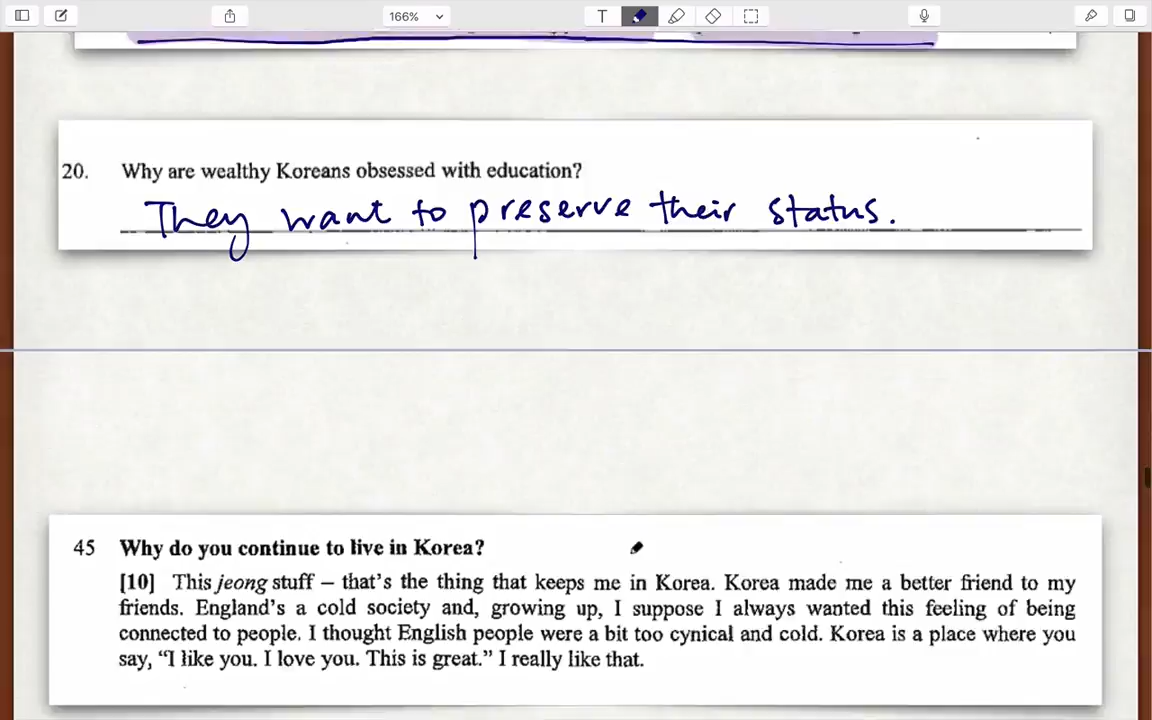 166%
T
20. Why are wealthy Koreans obsessed with education?
They want to preserve their status.
45 Why do you continue to live in Korea?
[10] This jeong stuff – that's the thing that keeps me in Korea. Korea made me a better friend to my
friends. England's a cold society and, growing up, I suppose I always wanted this feeling of being
connected to people. I thought English people were a bit too cynical and cold. Korea is a place where you
say, “I like you. I love you. This is great.” I really like that.